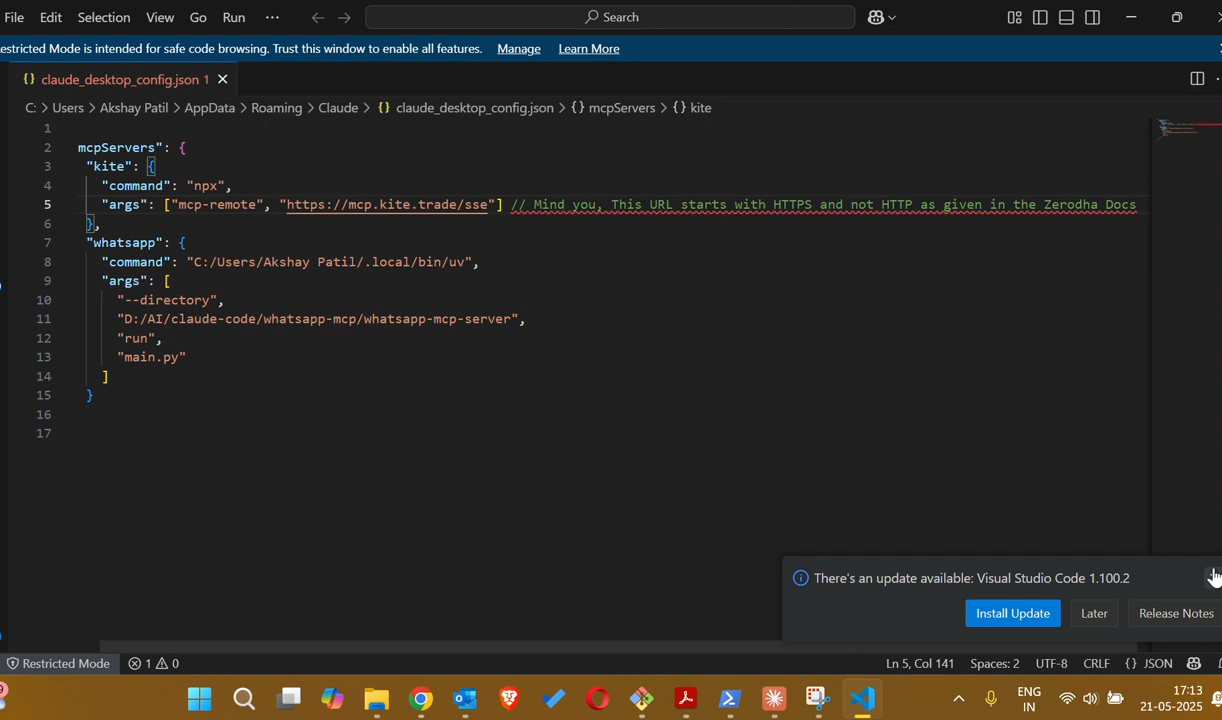 File Edit Selection View Go Run ··· Search
estricted Mode is intended for safe code browsing. Trust this window to enable all features. Manage Learn More
{} claude_desktop_config.json 1
C: > Users > Akshay Patil > AppData > Roaming > Claude > {} claude_desktop_config.json > {} mcpServers > {} kite
1
2 mcpServers": {
3 "kite": {
4 "command": "npx",
5 "args": ["mcp-remote", "https://mcp.kite.trade/sse"] // Mind you, This URL starts with HTTPS and not HTTP as given in the Zerodha Docs
6 },
7 "whatsapp": {
8 "command": "C:/Users/Akshay Patil/.local/bin/uv",
9 "args": [
10 "--directory",
11 "D:/AI/claude-code/whatsapp-mcp/whatsapp-mcp-server",
12 "run",
13 "main.py"
14 ]
15 }
16
17
There's an update available: Visual Studio Code 1.100.2
Install Update Later Release Notes
Restricted Mode 1 0 Ln 5, Col 141 Spaces: 2 UTF-8 CRLF {} JSON
ENG 17:13
IN 21-05-2025